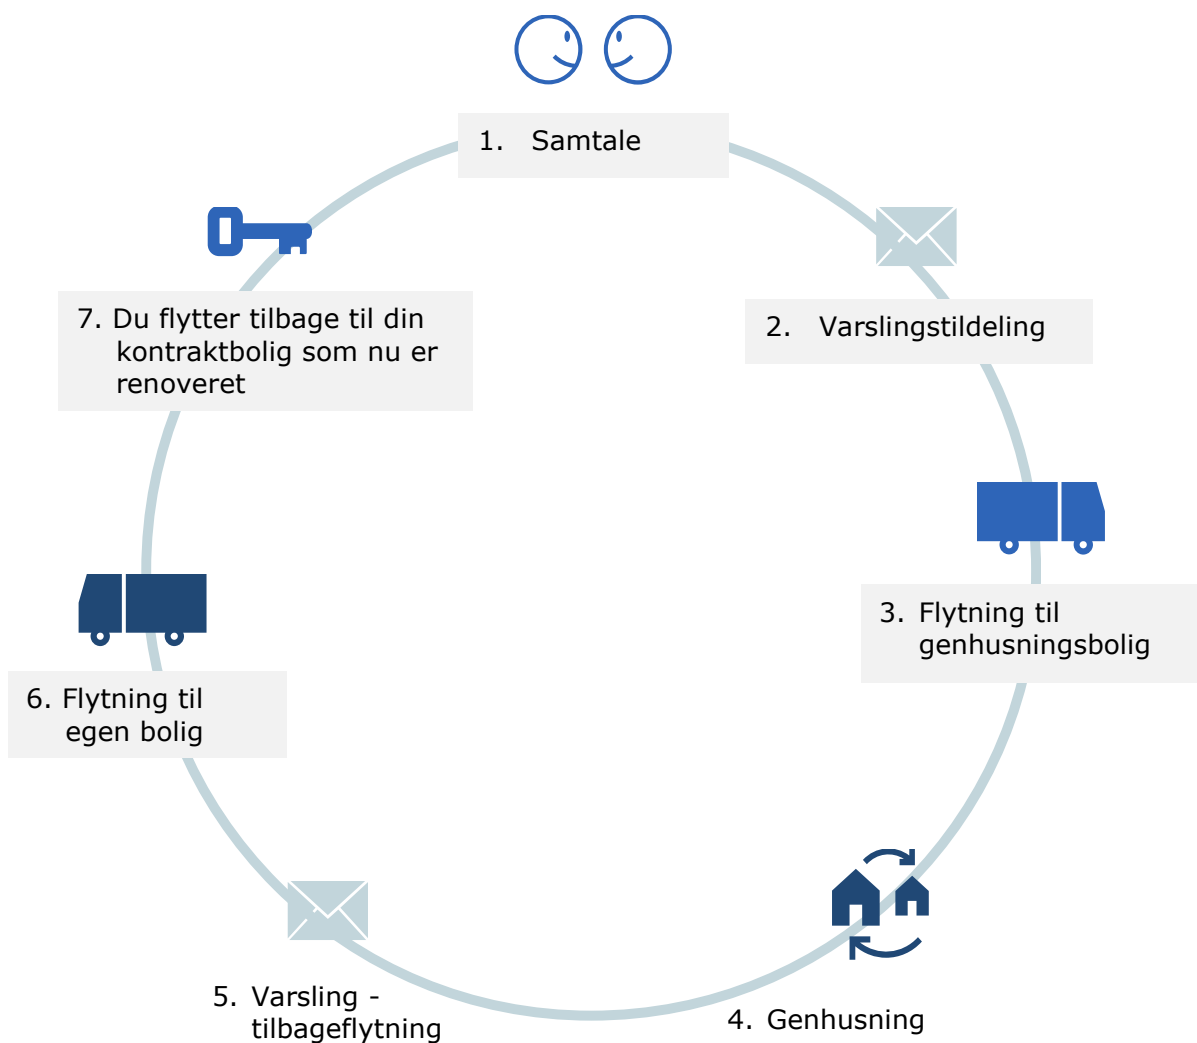 1. Samtale
2. Varslingstildeling
3. Flytning til
genhusningsbolig
4. Genhusning
5. Varsling -
tilbageflytning
6. Flytning til
egen bolig
7. Du flytter tilbage til din
kontraktbolig som nu er
renoveret